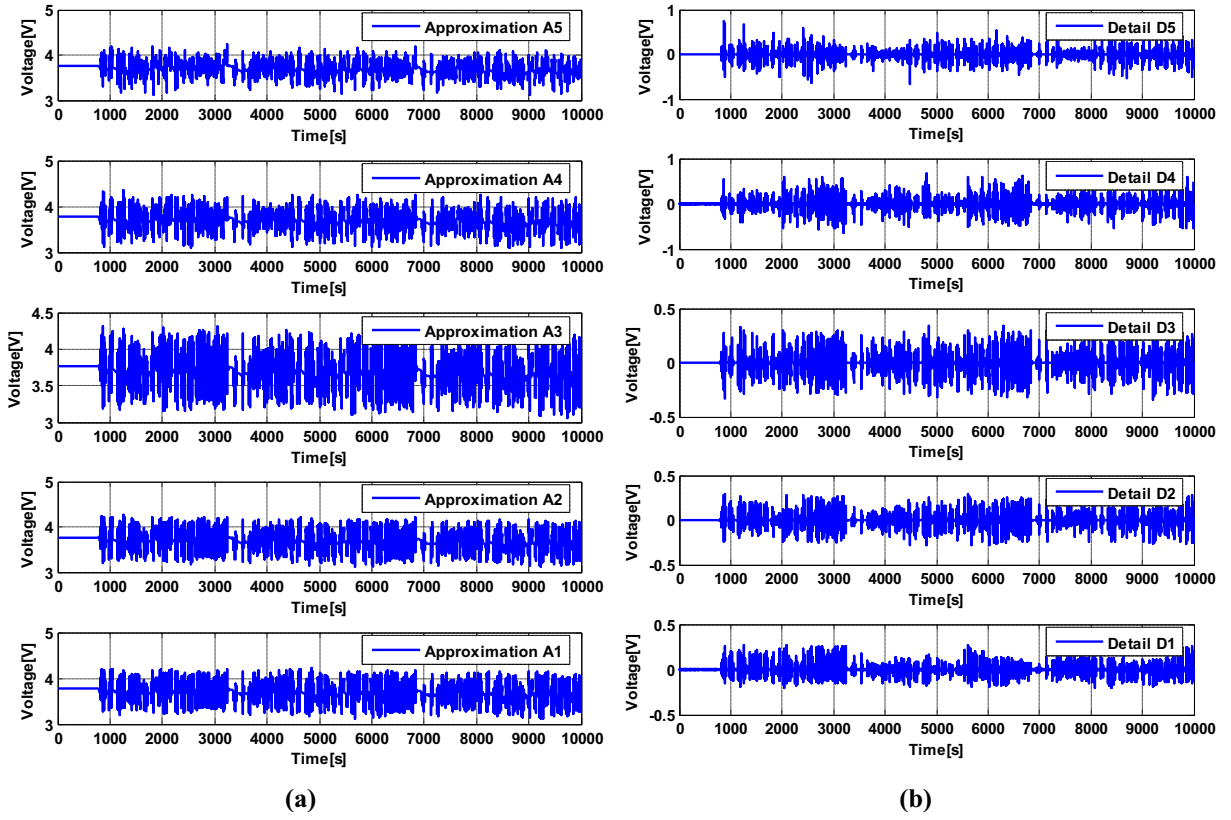 5
4
3
Voltage[V]
Approximation A5
0 1000 2000 3000 4000 5000 6000 7000 8000 9000 10000
Time[s]
5
4
3
Voltage[V]
Approximation A4
0 1000 2000 3000 4000 5000 6000 7000 8000 9000 10000
4.5
4
3.5
3
Voltage[V]
Approximation A3
0 1000 2000 3000 4000 5000 6000 7000 8000 9000 10000
5
4
3
Voltage[V]
Approximation A2
0 1000 2000 3000 4000 5000 6000 7000 8000 9000 10000
Time[s]
5
4
3
Voltage[V]
Approximation A1
0 1000 2000 3000 4000 5000 6000 7000 8000 9000 10000
Time[s]
(a)
1
0
-1
Voltage[V]
Detail D5
0 1000 2000 3000 4000 5000 6000 7000 8000 9000 10000
Time[s]
1
0
-1
Voltage[V]
Detail D4
0 1000 2000 3000 4000 5000 6000 7000 8000 9000 10000
0.5
0
-0.5
Voltage[V]
Detail D3
0 1000 2000 3000 4000 5000 6000 7000 8000 9000 10000
0.5
0
-0.5
Voltage[V]
Detail D2
0 1000 2000 3000 4000 5000 6000 7000 8000 9000 10000
Time[s]
0.5
0
-0.5
Voltage[V]
Detail D1
0 1000 2000 3000 4000 5000 6000 7000 8000 9000 10000
Time[s]
(b)